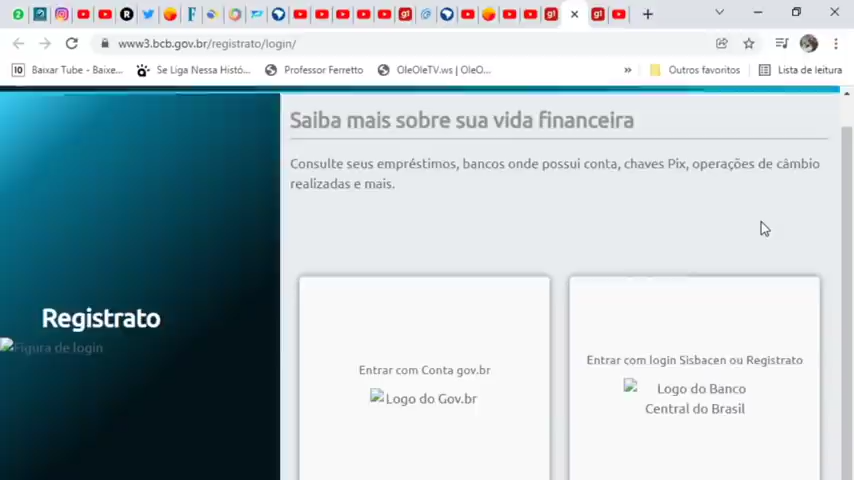 www3.bcb.gov.br/registrato/login/
Baixar Tube - Baixe...
Se Liga Nessa Histó...
Professor Ferretto
OleOleTV.ws | OleO...
»
Outros favoritos
Lista de leitura
Saiba mais sobre sua vida financeira
Consulte seus empréstimos, bancos onde possui conta, chaves Pix, operações de câmbio
realizadas e mais.
Registrato
Figura de login
Entrar com Conta gov.br
Logo do Gov.br
Entrar com login Sisbacen ou Registrato
Logo do Banco
Central do Brasil